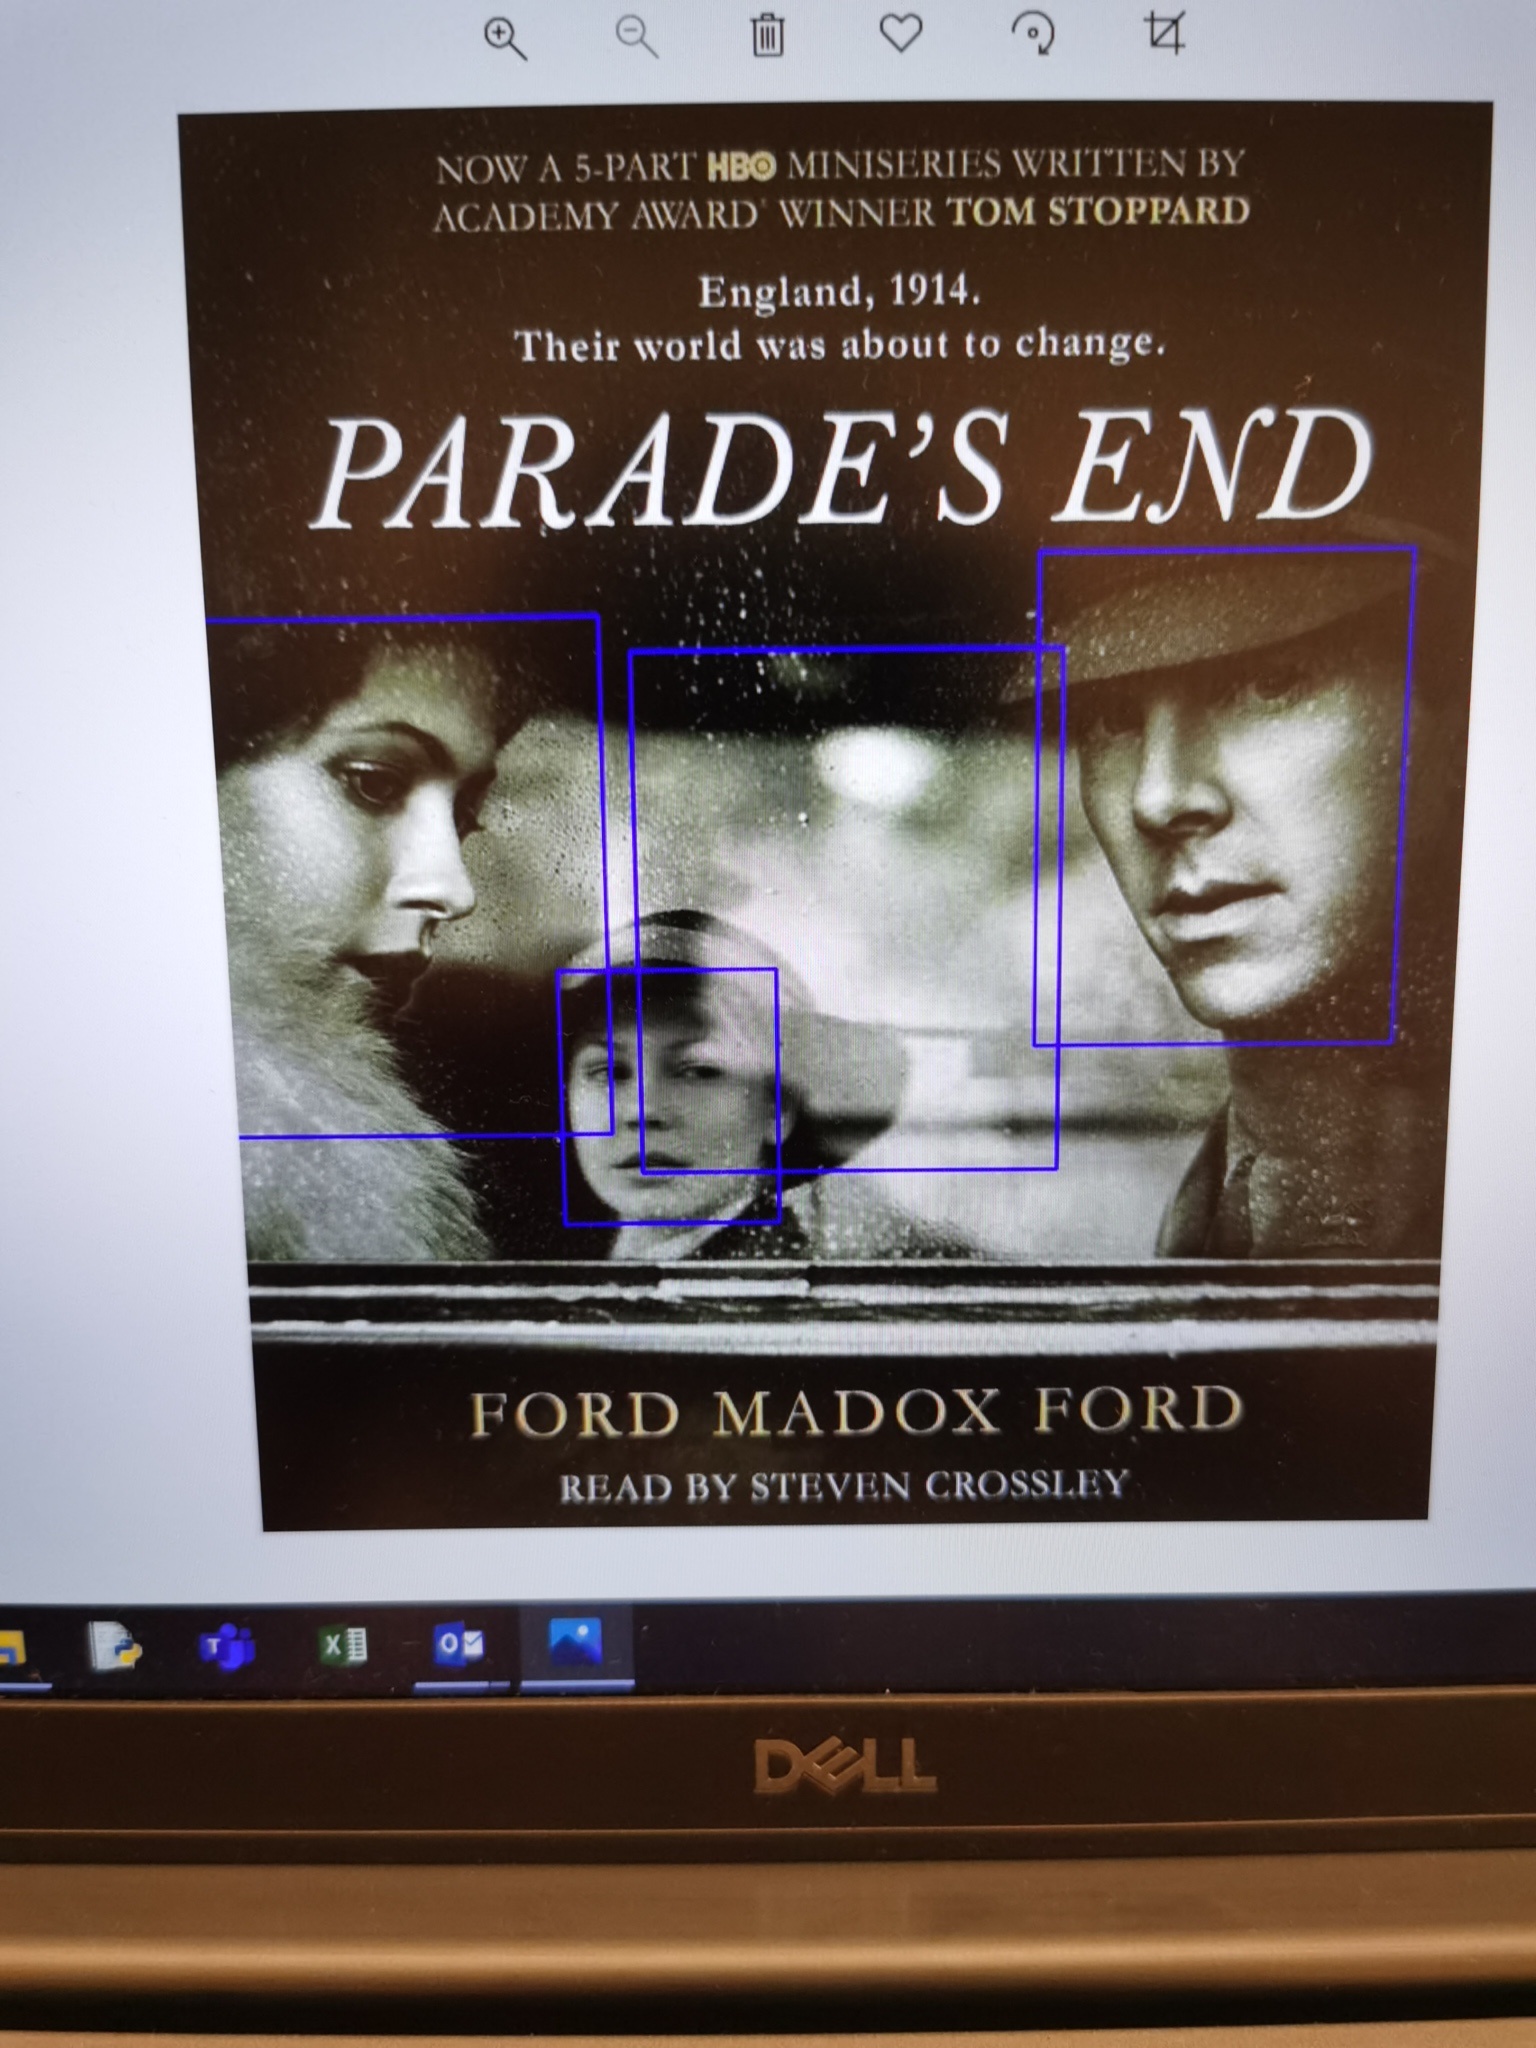 NOW A 5-PART HBO MINISERIES WRITTEN BY
ACADEMY AWARD® WINNER TOM STOPPARD
England, 1914.
Their world was about to change.
PARADE'S END
FORD MADOX FORD
READ BY STEVEN CROSSLEY
DELL